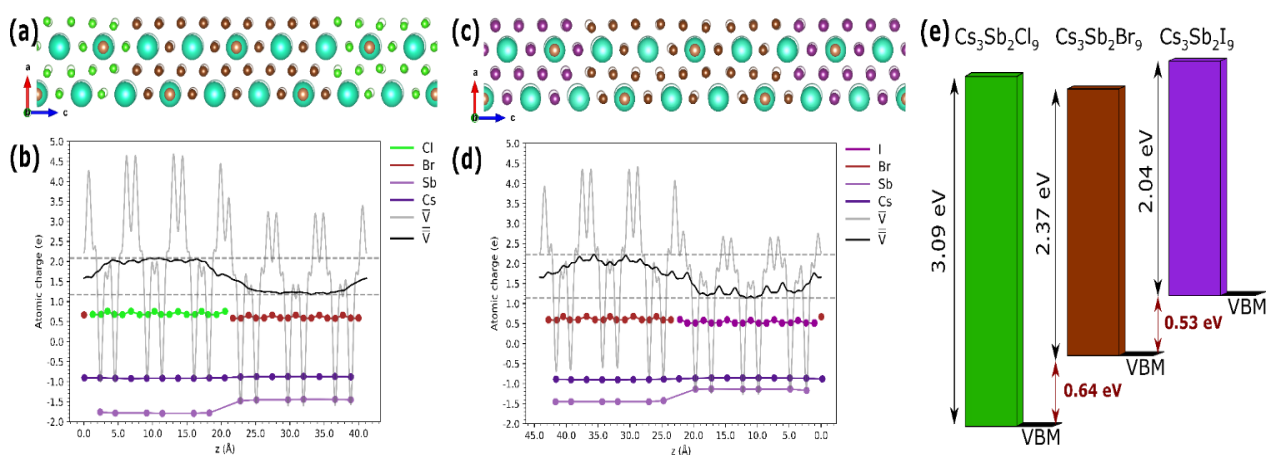 (a)
a
c
(b)
Atomic charge (e)
5.0
4.5
4.0
3.5
3.0
2.5
2.0
1.5
1.0
0.5
0.0
-0.5
-1.0
-1.5
-2.0
0.0 5.0 10.0 15.0 20.0 25.0 30.0 35.0 40.0
z (Å)
Cl
Br
Sb
Cs
V̅
V̿
(c)
a
c
(d)
Atomic charge (e)
5.0
4.5
4.0
3.5
3.0
2.5
2.0
1.5
1.0
0.5
0.0
-0.5
-1.0
-1.5
-2.0
45.0 40.0 35.0 30.0 25.0 20.0 15.0 10.0 5.0 0.0
z (Å)
I
Br
Sb
Cs
V̅
V̿
(e)
Cs₃Sb₂Cl₉ Cs₃Sb₂Br₉ Cs₃Sb₂I₉
3.09 eV
2.37 eV
2.04 eV
VBM
0.53 eV
VBM
0.64 eV
VBM